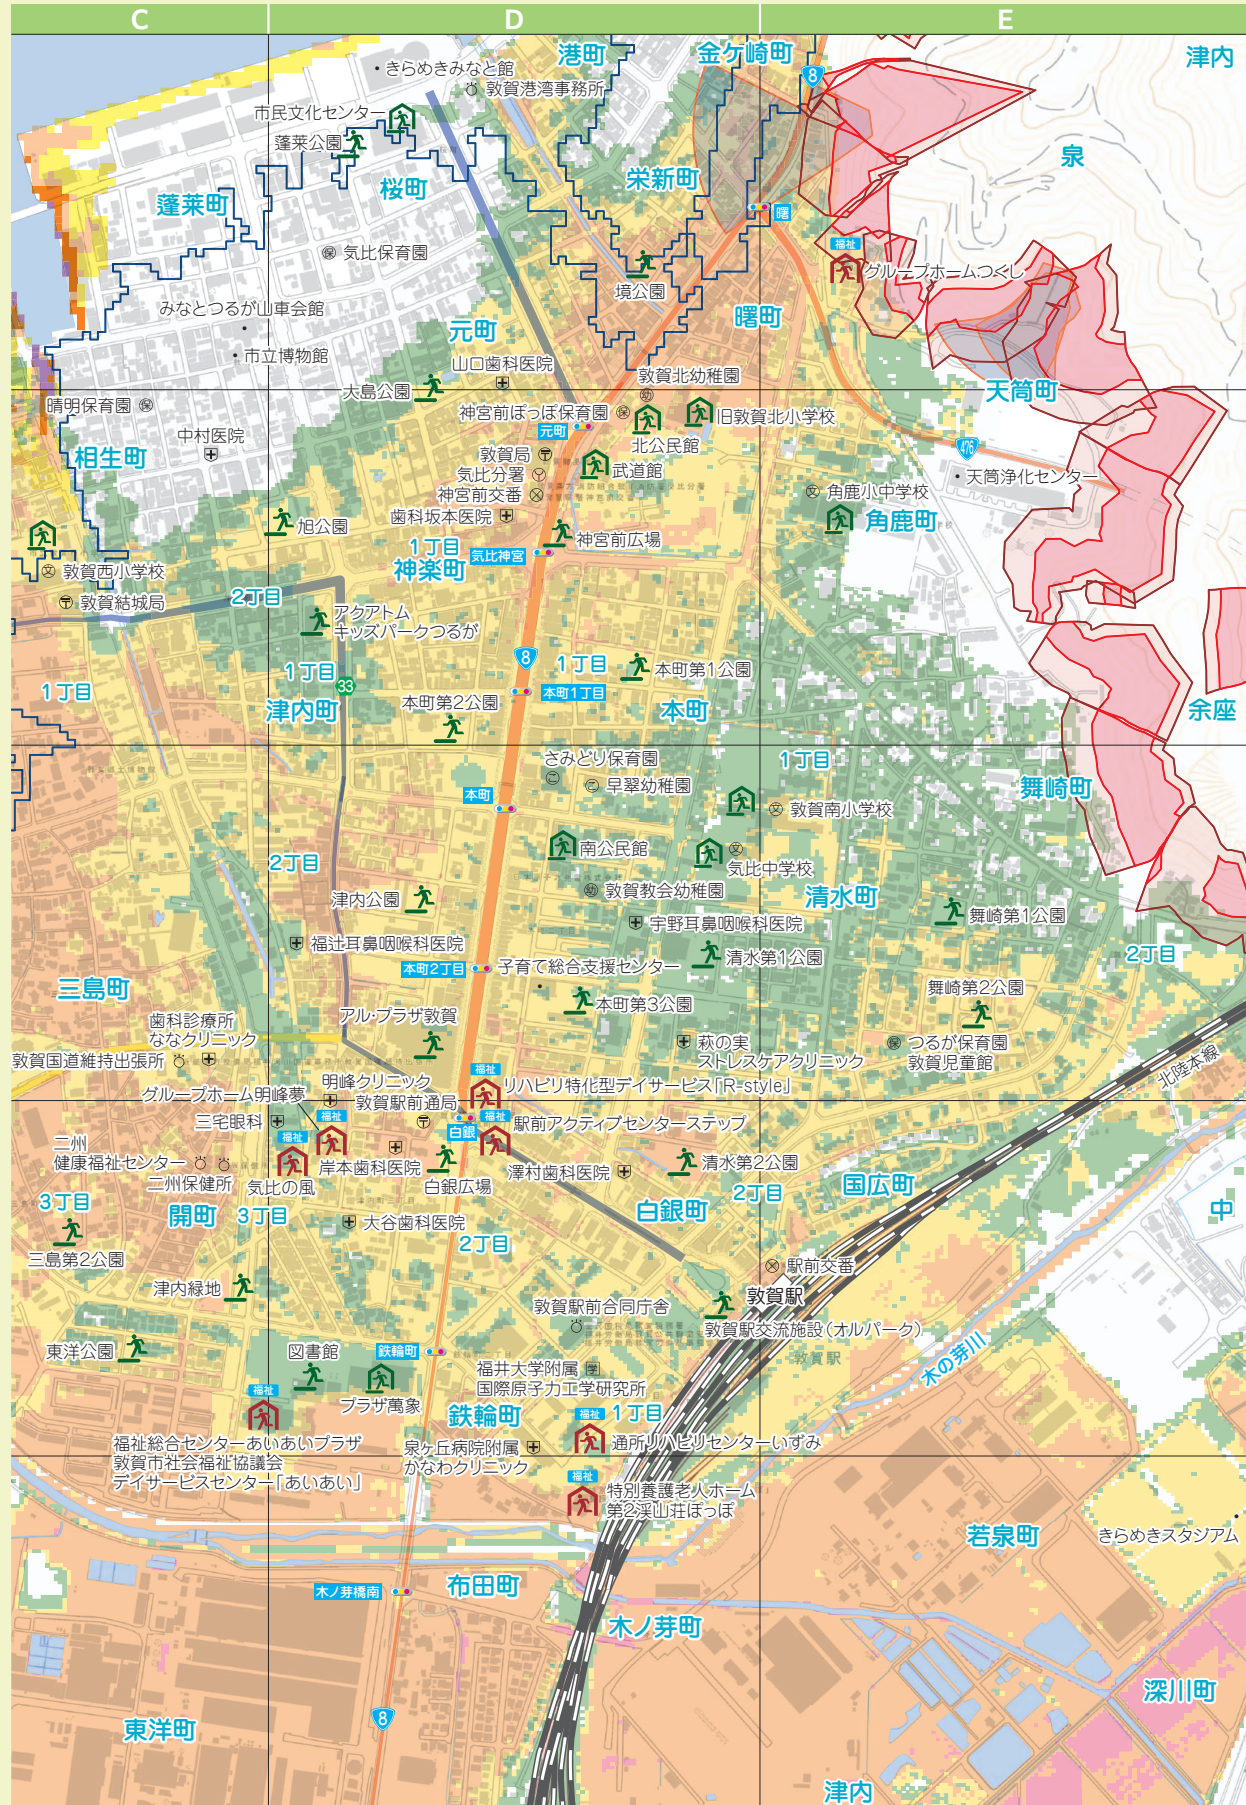 C
D
E
港町
金ケ崎町
津内
8
・きらめきみなと館
敦賀港湾事務所
市民文化センター
蓬莱公園
泉
桜町
栄新町
蓬莱町
曙
福祉
気比保育園
グループホームつくし
境公園
みなとつるが山車会館
曙町
元町
・市立博物館
山口歯科医院
敦賀北幼稚園
天筒町
大島公園
晴明保育園
神宮前ぽっぽ保育園
旧敦賀北小学校
元町
中村医院
北公民館
476
相生町
敦賀局
武道館
気比分署
・天筒浄化センター
神宮前交番
角鹿小中学校
歯科坂本医院
角鹿町
旭公園
神宮前広場
1丁目
気比神宮
神楽町
敦賀西小学校
2丁目
敦賀結城局
アクアトム
キッズパークつるが
8
1丁目
1丁目
本町第1公園
33
1丁目
本町1丁目
本町第2公園
津内町
本町
余座
さみどり保育園
1丁目
早翠幼稚園
舞崎町
本町
敦賀南小学校
南公民館
2丁目
気比中学校
敦賀教会幼稚園
津内公園
清水町
舞崎第1公園
宇野耳鼻咽喉科医院
福辻耳鼻咽喉科医院
清水第1公園
2丁目
本町2丁目
子育て総合支援センター
三島町
舞崎第2公園
本町第3公園
歯科診療所
ななクリニック
アル・プラザ敦賀
萩の実
ストレスケアクリニック
つるが保育園
敦賀児童館
敦賀国道維持出張所
北陸本線
福祉
明峰クリニック
リハビリ特化型デイサービス「R-style」
グループホーム明峰夢
敦賀駅前通局
三宅眼科
福祉
福祉
駅前アクティブセンターステップ
白銀
福祉
二州
健康福祉センター
岸本歯科医院
澤村歯科医院
清水第2公園
二州保健所
気比の風
白銀広場
2丁目
国広町
3丁目
開町
3丁目
大谷歯科医院
白銀町
中
2丁目
三島第2公園
駅前交番
津内緑地
敦賀駅
敦賀駅前合同庁舎
敦賀駅交流施設(オルパーク)
東洋公園
図書館
鉄輪町
敦賀駅
木の芽川
福井大学附属
国際原子力工学研究所
福祉
プラザ萬象
鉄輪町
福祉
1丁目
福祉総合センターあいあいプラザ
敦賀市社会福祉協議会
デイサービスセンター「あいあい」
泉ヶ丘病院附属
かなわクリニック
通所リハビリセンターいずみ
福祉
特別養護老人ホーム
第2渓山荘ぽっぽ
若泉町
きらめきスタジアム
木ノ芽橋南
布田町
木ノ芽町
深川町
8
東洋町
津内